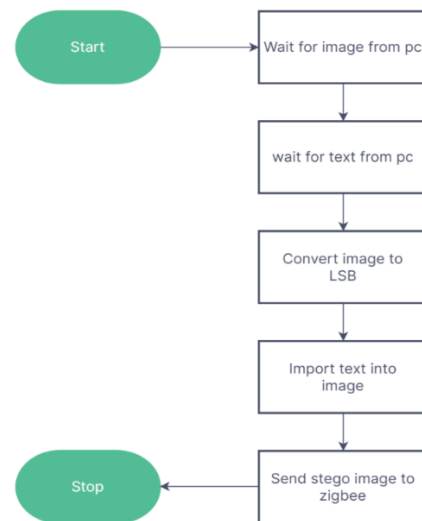 Start
Wait for image from pc
wait for text from pc
Convert image to
LSB
Import text into
image
Send stego image to
zigbee
Stop